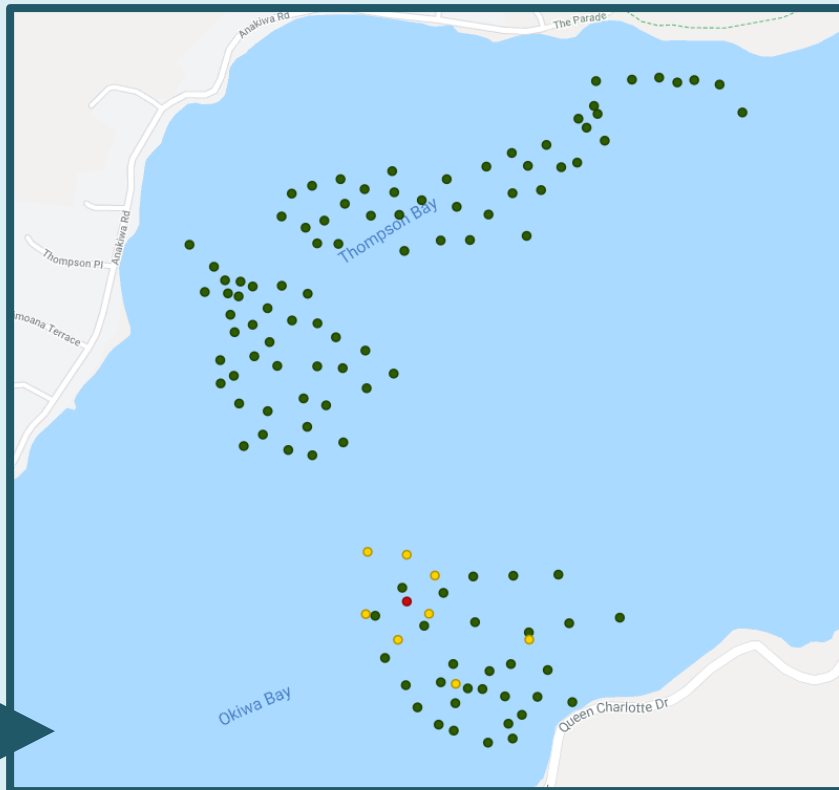 Anakiwa Rd
The Parade
Thompson Bay
Anakiwa Rd
Thompson Pl
moana Terrace
Okiwa Bay
Queen Charlotte Dr